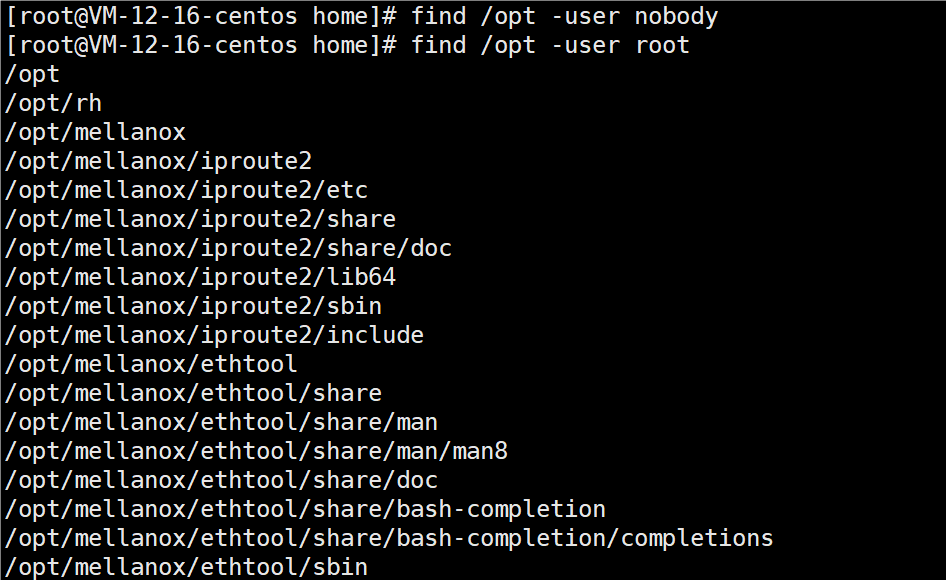 [root@VM-12-16-centos home]# find /opt -user nobody
[root@VM-12-16-centos home]# find /opt -user root
/opt
/opt/rh
/opt/mellanox
/opt/mellanox/iproute2
/opt/mellanox/iproute2/etc
/opt/mellanox/iproute2/share
/opt/mellanox/iproute2/share/doc
/opt/mellanox/iproute2/lib64
/opt/mellanox/iproute2/sbin
/opt/mellanox/iproute2/include
/opt/mellanox/ethtool
/opt/mellanox/ethtool/share
/opt/mellanox/ethtool/share/man
/opt/mellanox/ethtool/share/man/man8
/opt/mellanox/ethtool/share/doc
/opt/mellanox/ethtool/share/bash-completion
/opt/mellanox/ethtool/share/bash-completion/completions
/opt/mellanox/ethtool/sbin